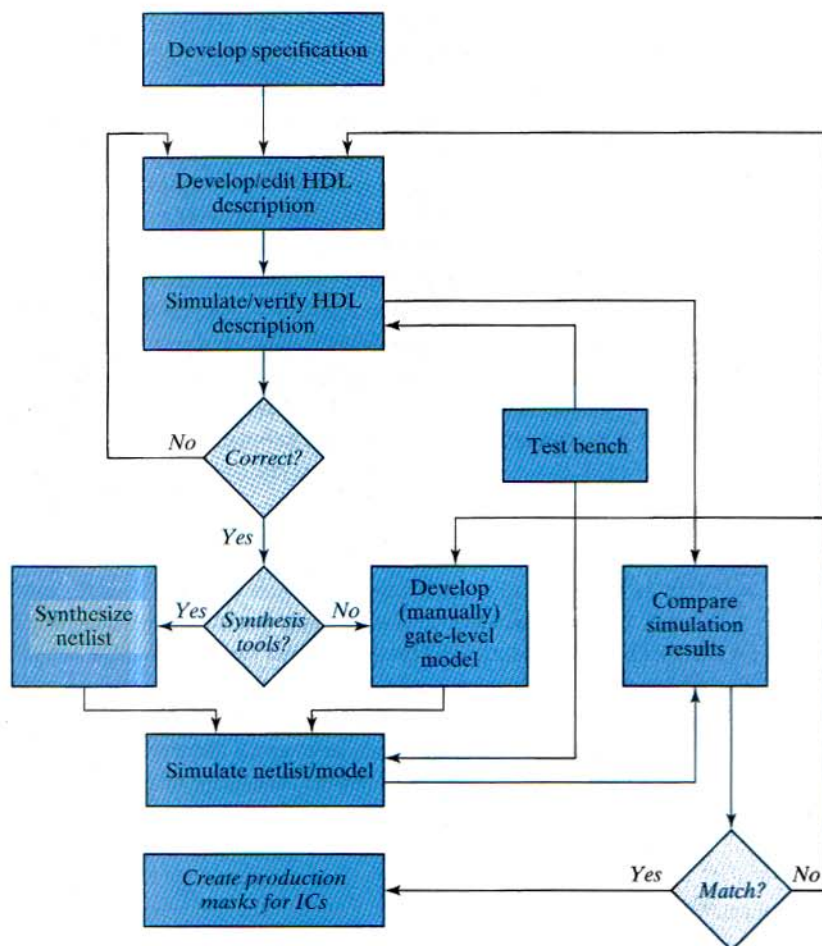 Develop specification
Develop/edit HDL
description
Simulate/verify HDL
description
No
Correct?
Test bench
Yes
Synthesize
netlist
Yes
Synthesis
tools?
No
Develop
(manually)
gate-level
model
Compare
simulation
results
Simulate netlist/model
Create production
masks for ICs
Yes
Match?
No